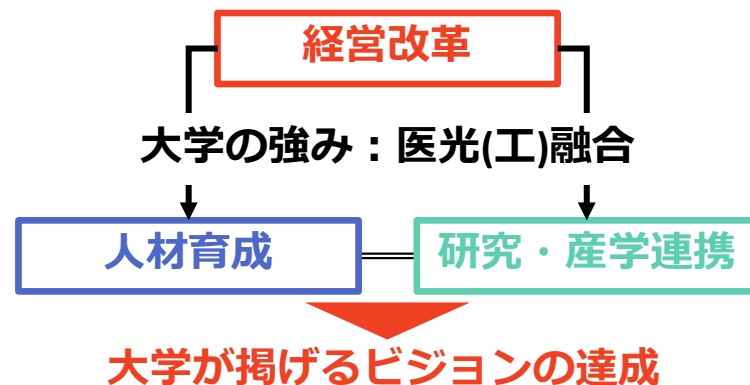 経営改革
大学の強み：医光(工)融合
人材育成
研究・産学連携
大学が掲げるビジョンの達成